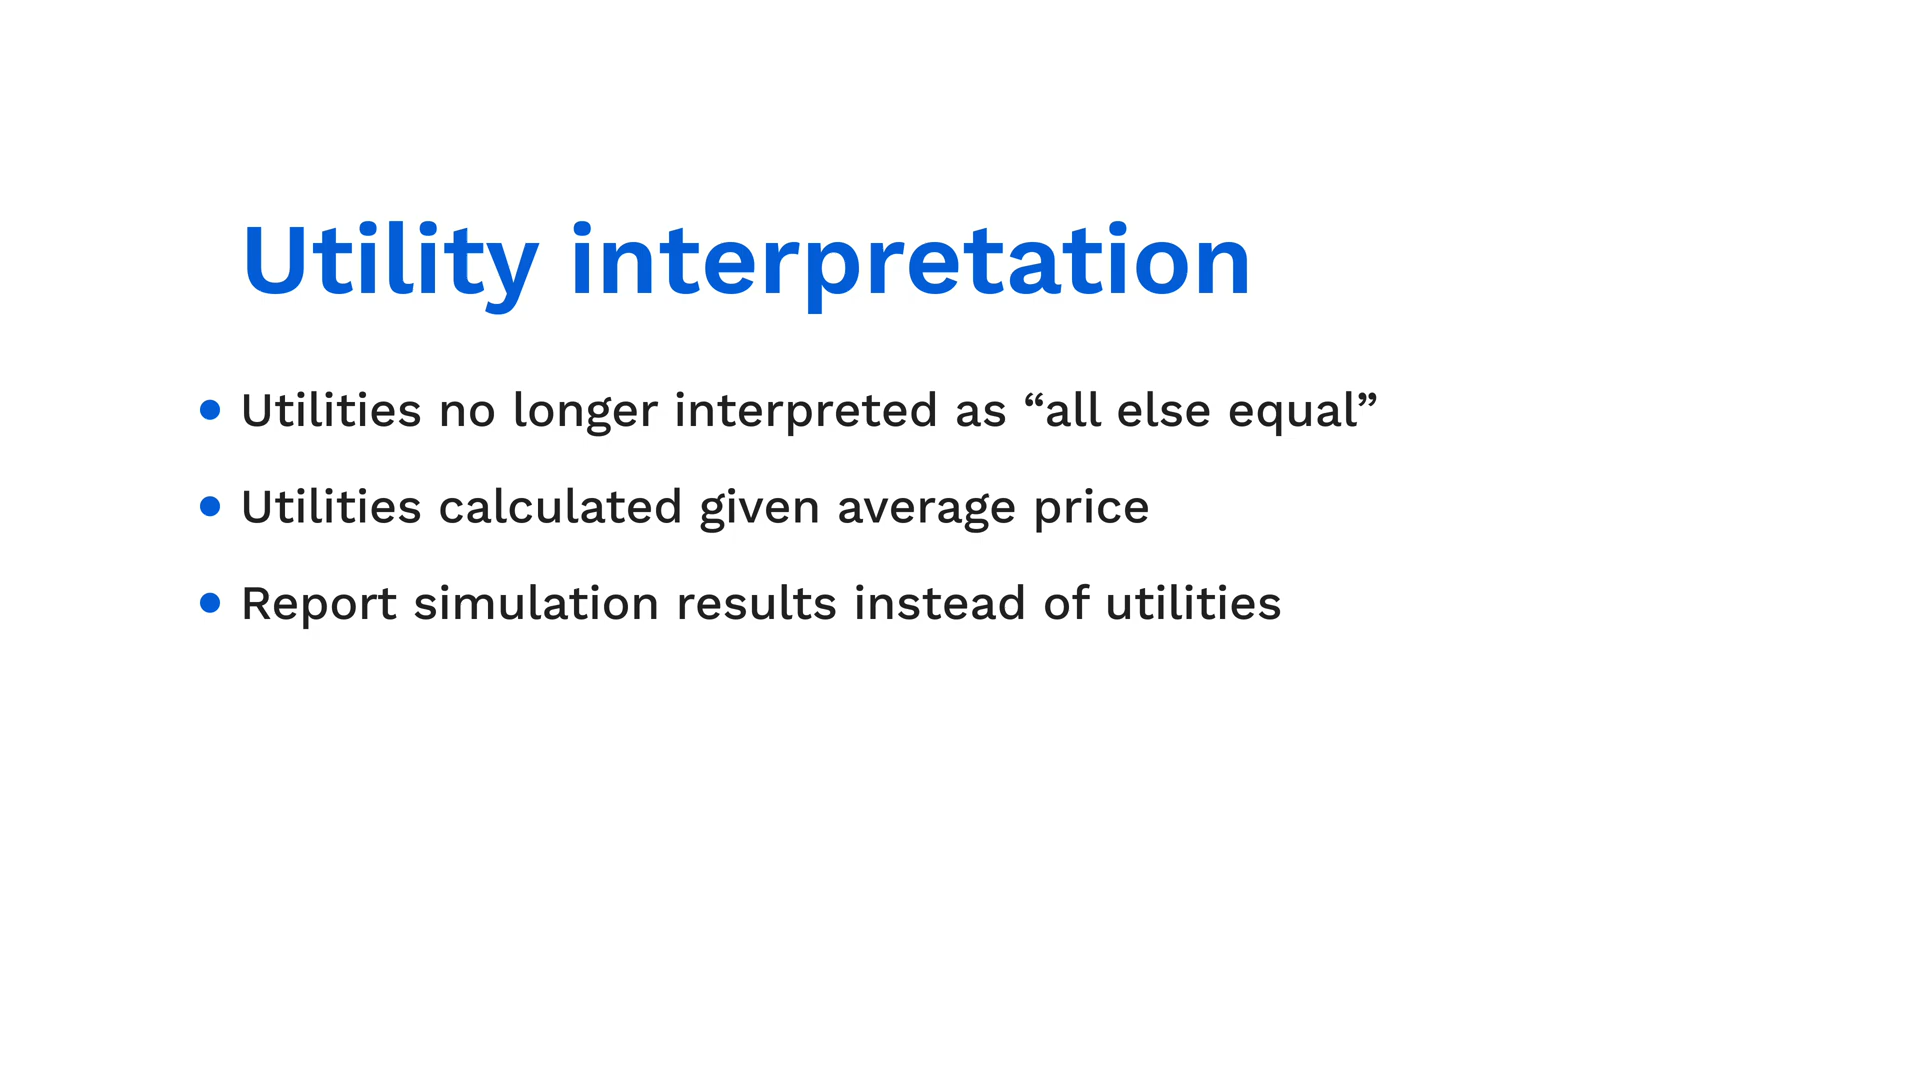 Utility interpretation
• Utilities no longer interpreted as “all else equal”
• Utilities calculated given average price
• Report simulation results instead of utilities